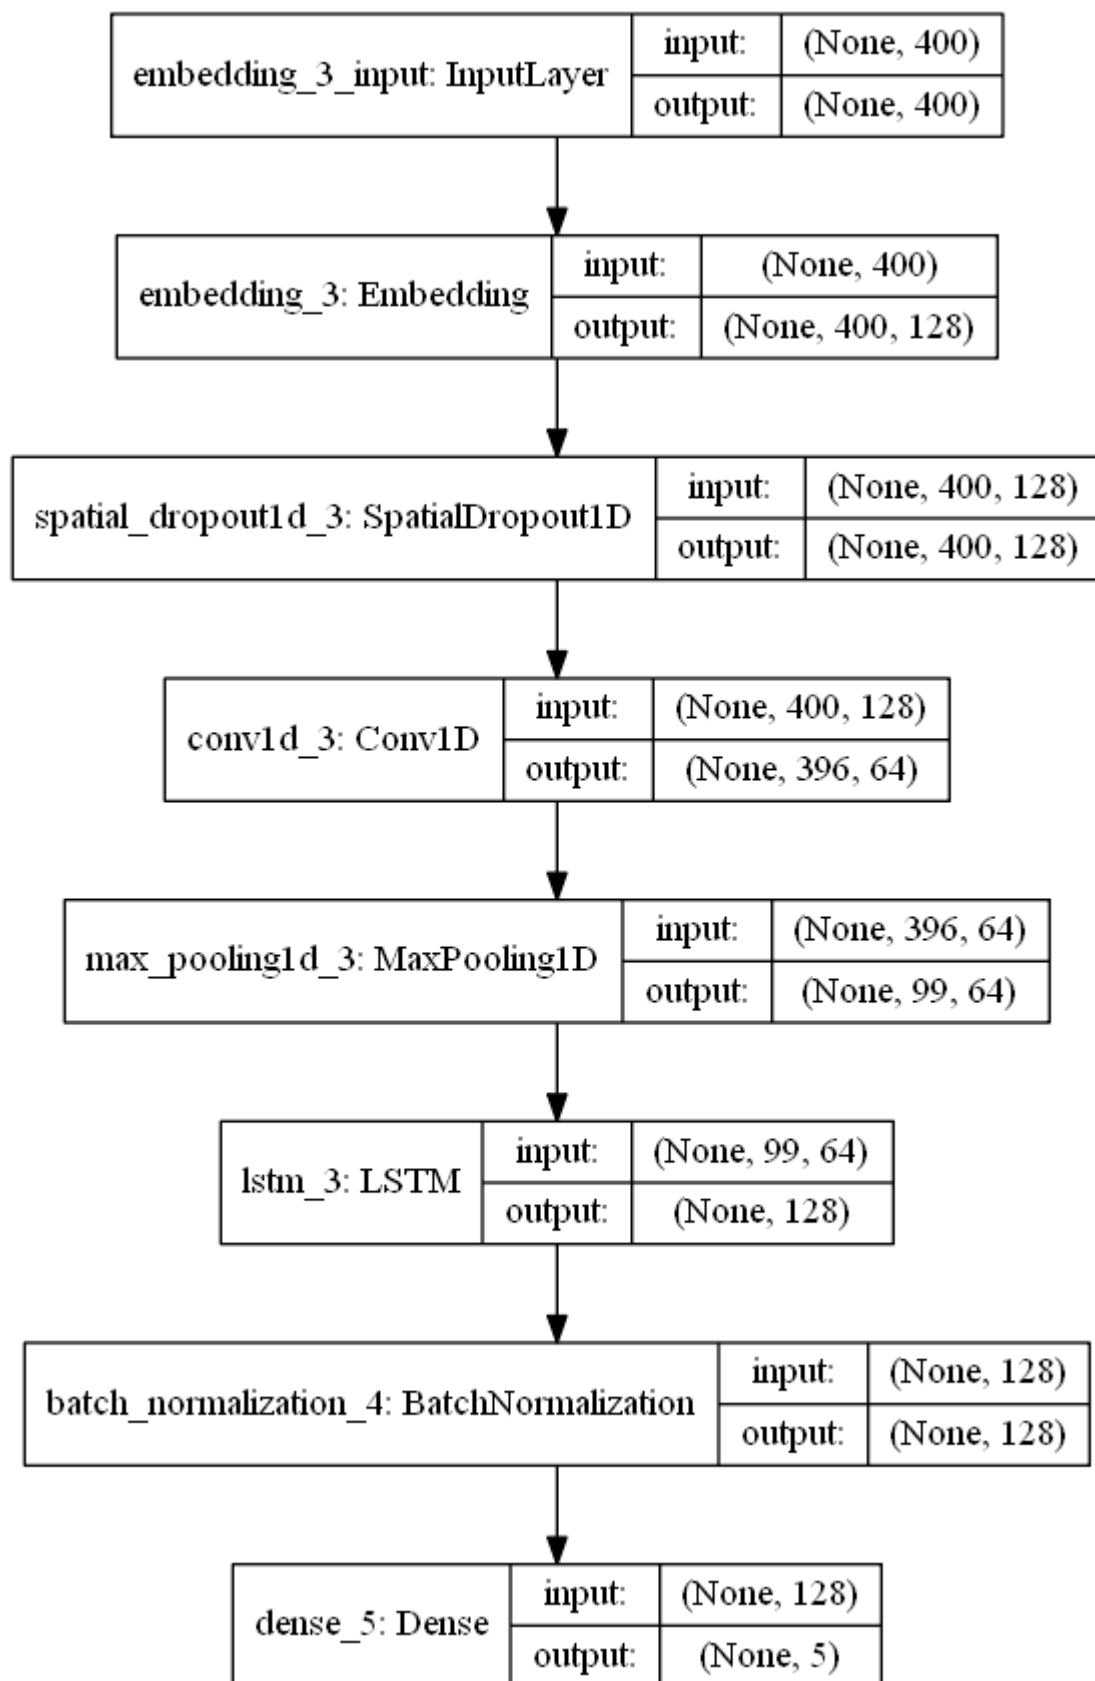 embedding_3_input: InputLayer
input: (None, 400)
output: (None, 400)
embedding_3: Embedding
input: (None, 400)
output: (None, 400, 128)
spatial_dropout1d_3: SpatialDropout1D
input: (None, 400, 128)
output: (None, 400, 128)
conv1d_3: Conv1D
input: (None, 400, 128)
output: (None, 396, 64)
max_pooling1d_3: MaxPooling1D
input: (None, 396, 64)
output: (None, 99, 64)
lstm_3: LSTM
input: (None, 99, 64)
output: (None, 128)
batch_normalization_4: BatchNormalization
input: (None, 128)
output: (None, 128)
dense_5: Dense
input: (None, 128)
output: (None, 5)